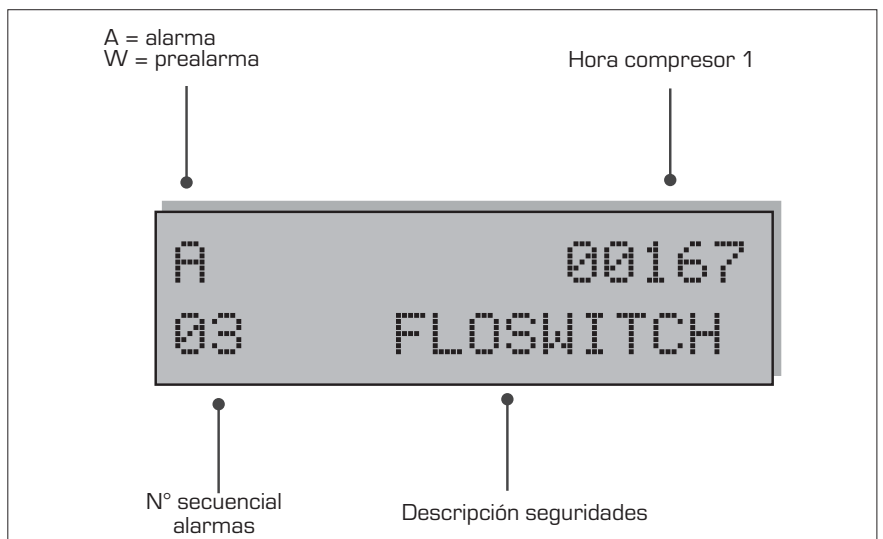 A = alarma
W = prealarma
Hora compresor 1
A 00167
03 FLOSWITCH
N° secuencial
alarmas
Descripción seguridades